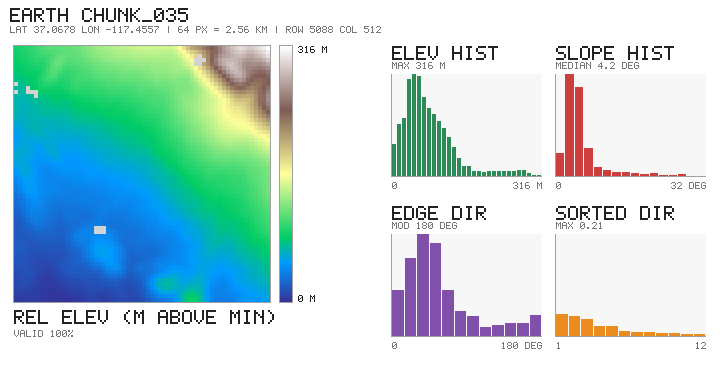 EARTH CHUNK_035
LAT 37.0678 LON -117.4557 | 64 PX = 2.56 KM | ROW 5088 COL 512
316 M
0 M
REL ELEV (M ABOVE MIN)
VALID 100%
ELEV HIST
MAX 316 M
0 316 M
SLOPE HIST
MEDIAN 4.2 DEG
0 32 DEG
EDGE DIR
MOD 180 DEG
0 180 DEG
SORTED DIR
MAX 0.21
1 12